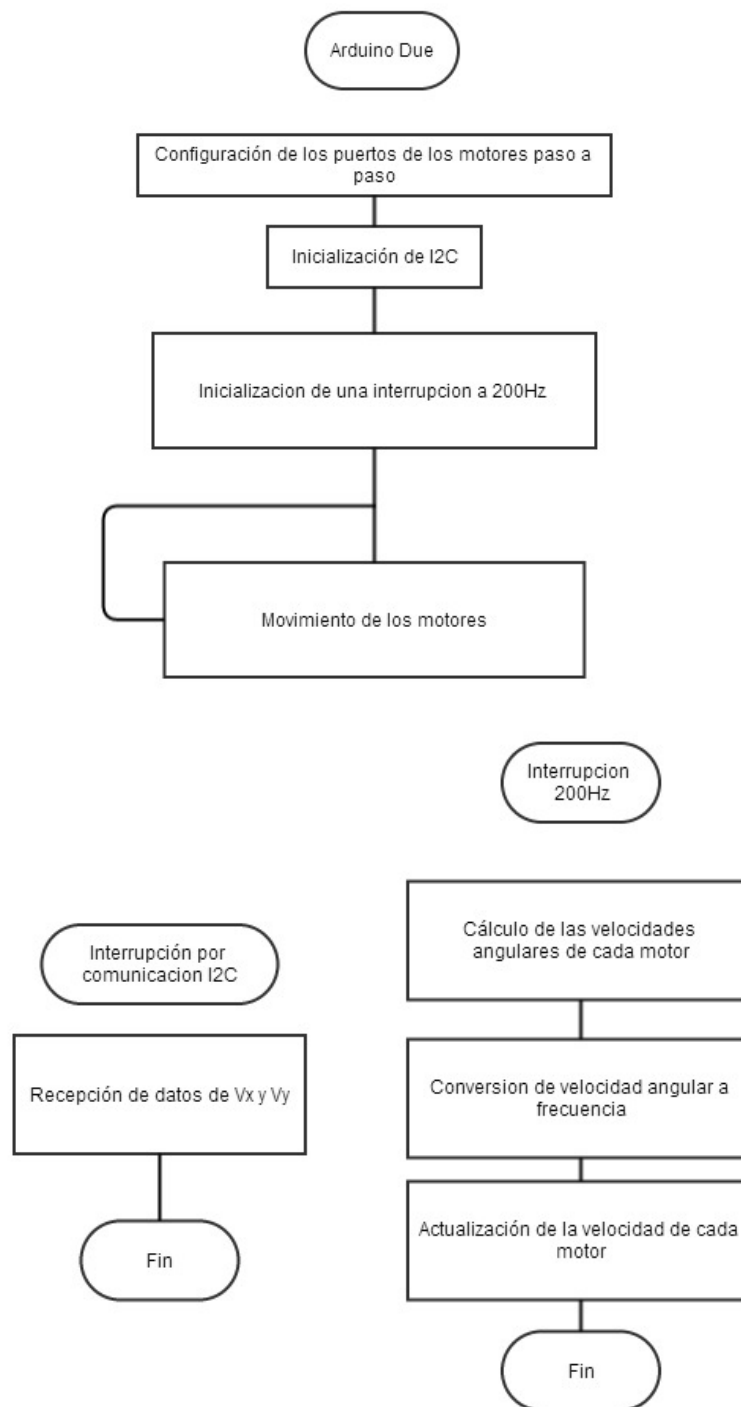 Arduino Due
Configuración de los puertos de los motores paso a
paso
Inicialización de I2C
Inicializacion de una interrupcion a 200Hz
Movimiento de los motores
Interrupcion
200Hz
Cálculo de las velocidades
angulares de cada motor
Interrupción por
comunicacion I2C
Recepción de datos de Vx y Vy
Conversion de velocidad angular a
frecuencia
Actualización de la velocidad de cada
motor
Fin
Fin